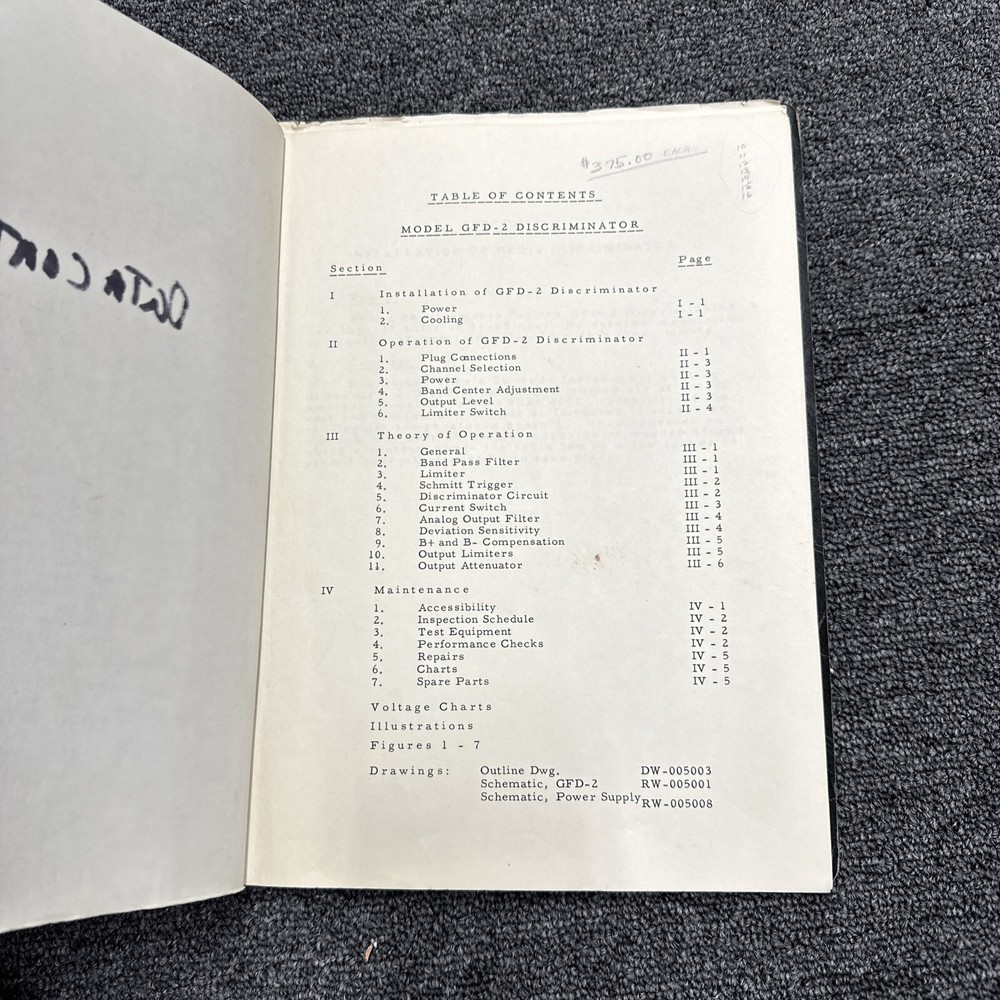 $375.00 EACH
TABLE OF CONTENTS
MODEL GFD-2 DISCRIMINATOR
Section Page
I Installation of GFD-2 Discriminator
1. Power I - 1
2. Cooling I - 1
II Operation of GFD-2 Discriminator
1. Plug Connections II - 1
2. Channel Selection II - 3
3. Power II - 3
4. Band Center Adjustment II - 3
5. Output Level II - 3
6. Limiter Switch II - 4
III Theory of Operation
1. General III - 1
2. Band Pass Filter III - 1
3. Limiter III - 1
4. Schmitt Trigger III - 2
5. Discriminator Circuit III - 2
6. Current Switch III - 3
7. Analog Output Filter III - 4
8. Deviation Sensitivity III - 4
9. B+ and B- Compensation III - 5
10. Output Limiters III - 5
11. Output Attenuator III - 6
IV Maintenance
1. Accessibility IV - 1
2. Inspection Schedule IV - 2
3. Test Equipment IV - 2
4. Performance Checks IV - 2
5. Repairs IV - 5
6. Charts IV - 5
7. Spare Parts IV - 5
Voltage Charts
Illustrations
Figures 1 - 7
Drawings: Outline Dwg. DW-005003
Schematic, GFD-2 RW-005001
Schematic, Power Supply RW-005008